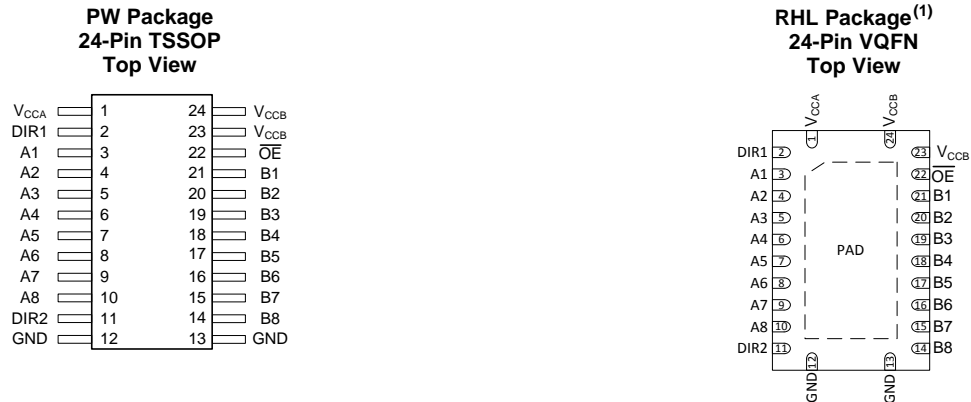 PW Package
24-Pin TSSOP
Top View
VCCA 1 24 VCCB
DIR1 2 23 VCCB
A1 3 22 OE
A2 4 21 B1
A3 5 20 B2
A4 6 19 B3
A5 7 18 B4
A6 8 17 B5
A7 9 16 B6
A8 10 15 B7
DIR2 11 14 B8
GND 12 13 GND
RHL Package(1)
24-Pin VQFN
Top View
VCCA VCCB
1 24
DIR1 2 23 VCCB
A1 3 22 OE
A2 4 21 B1
A3 5 20 B2
A4 6 19 B3
A5 7 18 B4
A6 8 17 B5
A7 9 16 B6
A8 10 15 B7
DIR2 11 14 B8
PAD
12 13
GND GND